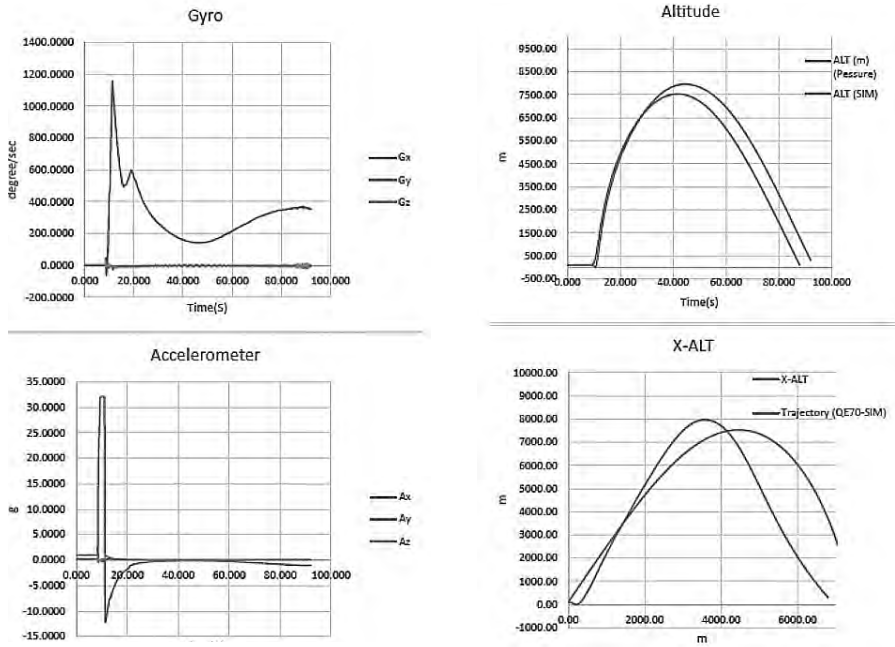 Gyro
1400.0000
1200.0000
1000.0000
800.0000
600.0000
400.0000
200.0000
0.0000
-200.0000
degree/sec
0.000 20.000 40.000 60.000 80.000 100.000
Time(S)
Gx
Gy
Gz
Altitude
9500.00
8500.00
7500.00
6500.00
5500.00
4500.00
3500.00
2500.00
1500.00
500.00
-500.00
m
0.000 20.000 40.000 60.000 80.000 100.000
Time(s)
ALT (m)
(Pessure)
ALT (SIM)
Accelerometer
35.0000
30.0000
25.0000
20.0000
15.0000
10.0000
5.0000
0.0000
-5.0000
-10.0000
-15.0000
g
0.000 20.000 40.000 60.000 80.000 100.000
Ax
Ay
Az
X-ALT
10000.00
9000.00
8000.00
7000.00
6000.00
5000.00
4000.00
3000.00
2000.00
1000.00
0.00
-1000.00
m
0.00 2000.00 4000.00 6000.00
m
X-ALT
Trajectory (QE70-SIM)